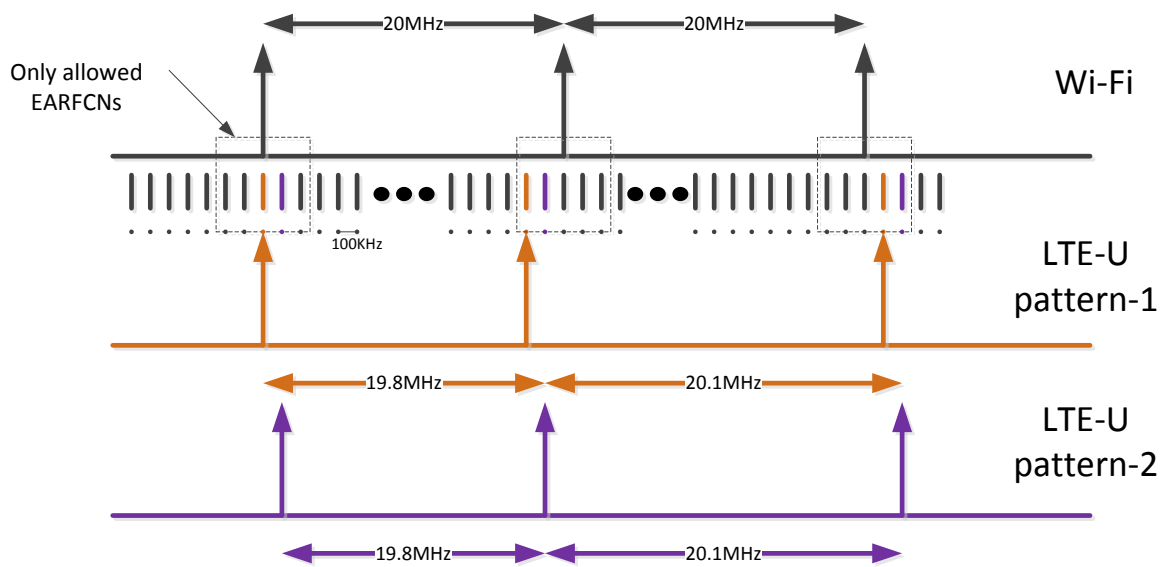 20MHz
20MHz
Only allowed
EARFCNs
Wi-Fi
100KHz
LTE-U
pattern-1
19.8MHz
20.1MHz
LTE-U
pattern-2
19.8MHz
20.1MHz